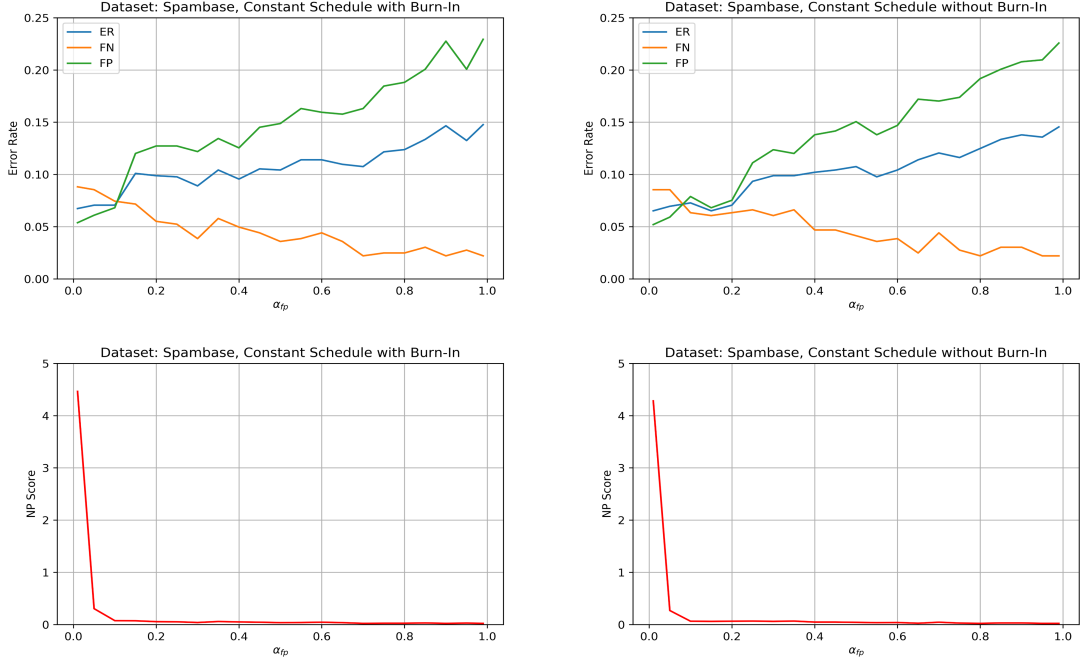 Dataset: Spambase, Constant Schedule with Burn-In
ER
FN
FP
Error Rate
0.25
0.20
0.15
0.10
0.05
0.00
0.0 0.2 0.4 0.6 0.8 1.0
α_fp
Dataset: Spambase, Constant Schedule without Burn-In
ER
FN
FP
Error Rate
0.25
0.20
0.15
0.10
0.05
0.00
0.0 0.2 0.4 0.6 0.8 1.0
α_fp
Dataset: Spambase, Constant Schedule with Burn-In
NP Score
5
4
3
2
1
0
0.0 0.2 0.4 0.6 0.8 1.0
α_fp
Dataset: Spambase, Constant Schedule without Burn-In
NP Score
5
4
3
2
1
0
0.0 0.2 0.4 0.6 0.8 1.0
α_fp